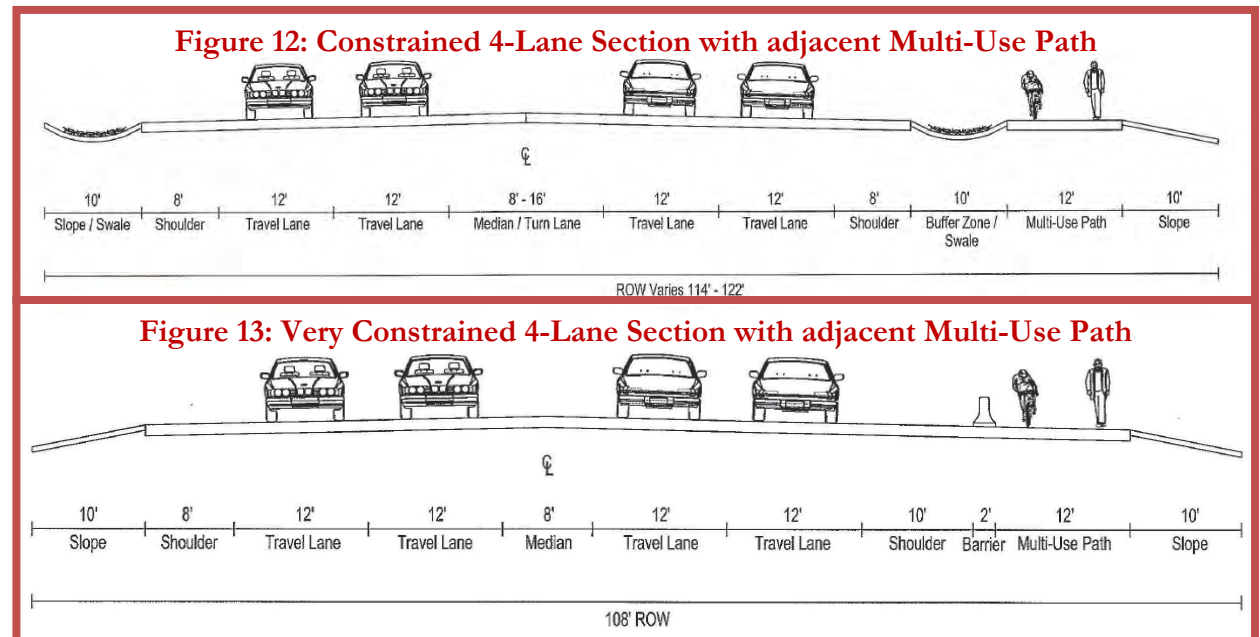 Figure 12: Constrained 4-Lane Section with adjacent Multi-Use Path
℄
10' 8' 12' 12' 8' - 16' 12' 12' 8' 10' 12' 10'
Slope / Swale Shoulder Travel Lane Travel Lane Median / Turn Lane Travel Lane Travel Lane Shoulder Buffer Zone / Multi-Use Path Slope
Swale
ROW Varies 114' - 122'
Figure 13: Very Constrained 4-Lane Section with adjacent Multi-Use Path
℄
10' 8' 12' 12' 8' 12' 12' 10' 2' 12' 10'
Slope Shoulder Travel Lane Travel Lane Median Travel Lane Travel Lane Shoulder Barrier Multi-Use Path Slope
108' ROW